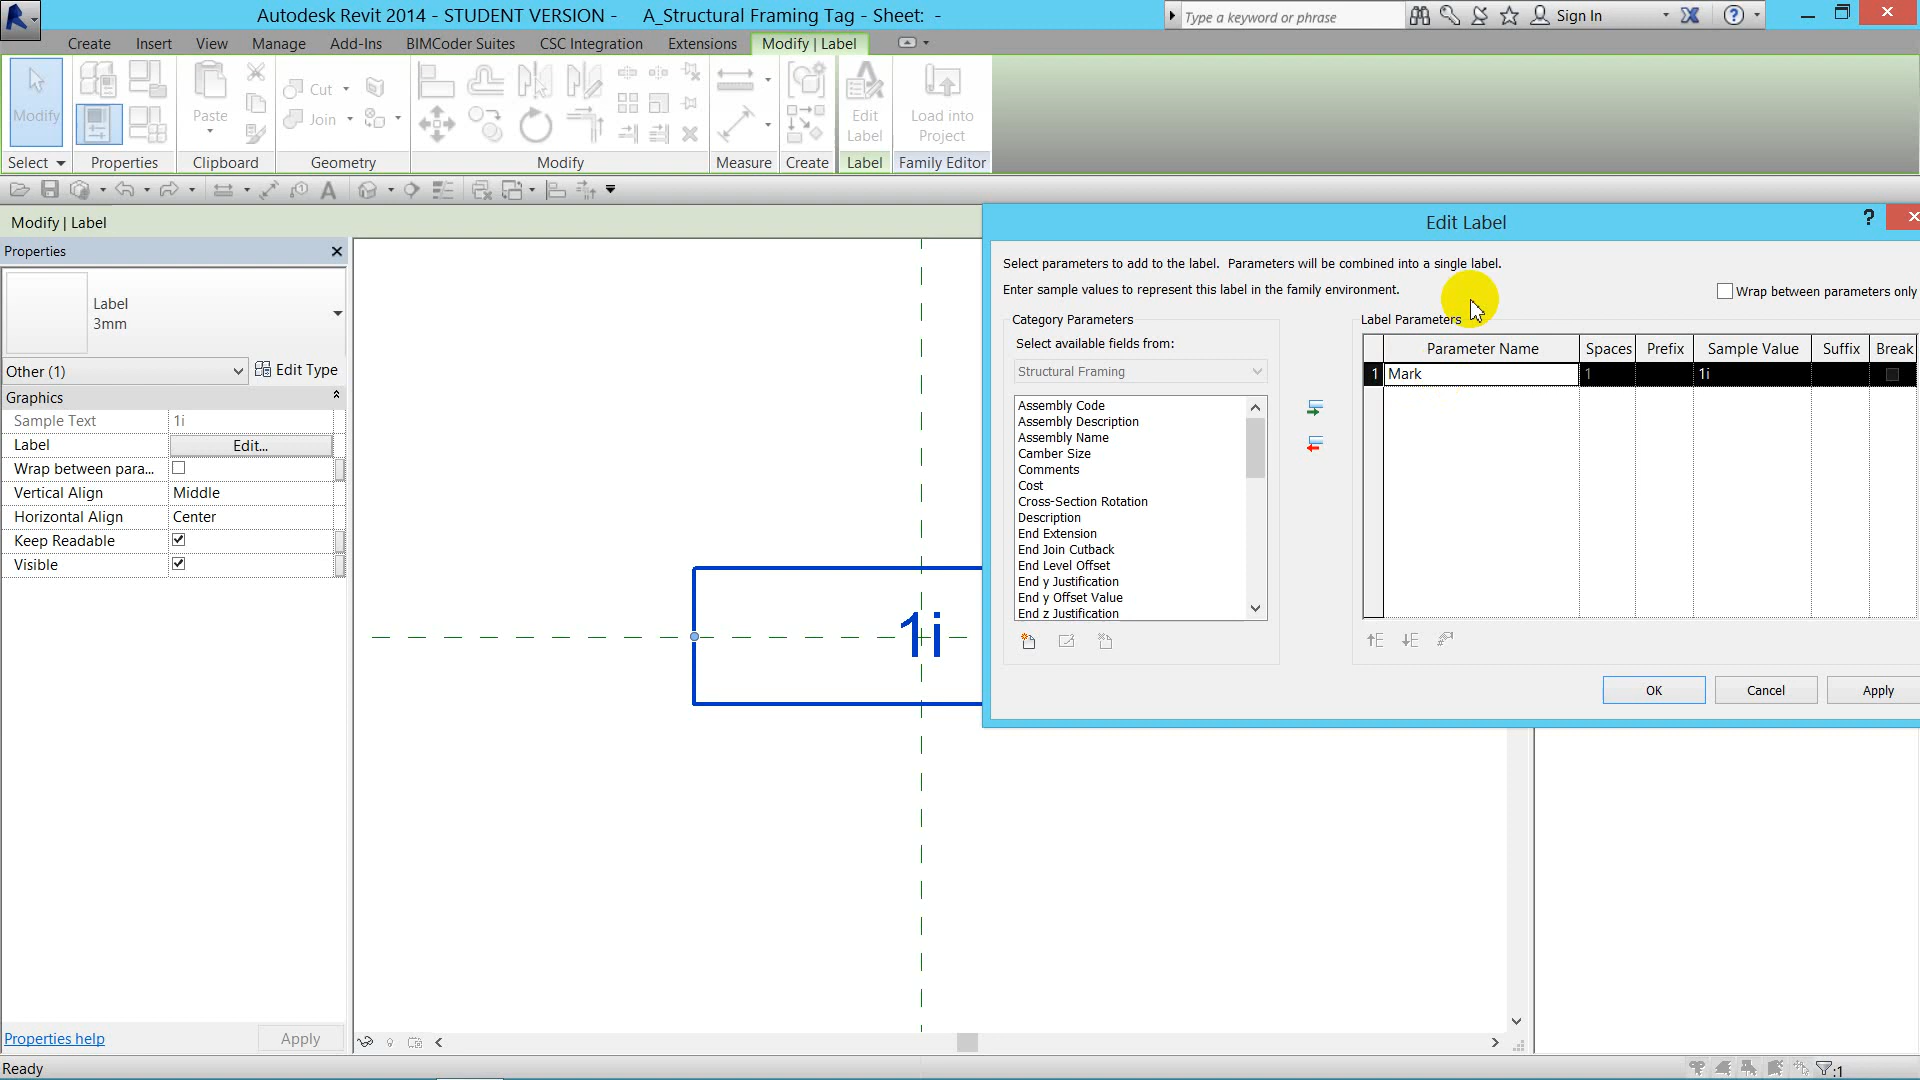 Autodesk Revit 2014 - STUDENT VERSION -     A_Structural Framing Tag - Sheet:  -
Type a keyword or phrase
Sign In
Create Insert View Manage Add-Ins BIMCoder Suites CSC Integration Extensions Modify | Label
Modify
Paste
Cut
Join
Edit Label
Load into Project
Select Properties Clipboard Geometry Modify Measure Create Label Family Editor
Modify | Label
Properties
Label
3mm
Other (1)
Edit Type
Graphics
Sample Text 1i
Label Edit...
Wrap between para...
Vertical Align Middle
Horizontal Align Center
Keep Readable
Visible
Properties help
Apply
Ready
1i
Edit Label
?
Select parameters to add to the label.  Parameters will be combined into a single label.
Enter sample values to represent this label in the family environment.
Wrap between parameters only
Category Parameters
Select available fields from:
Structural Framing
Assembly Code
Assembly Description
Assembly Name
Camber Size
Comments
Cost
Cross-Section Rotation
Description
End Extension
End Join Cutback
End Level Offset
End y Justification
End y Offset Value
End z Justification
Label Parameters
Parameter Name Spaces Prefix Sample Value Suffix Break
1 Mark 1 1i
OK Cancel Apply
:1